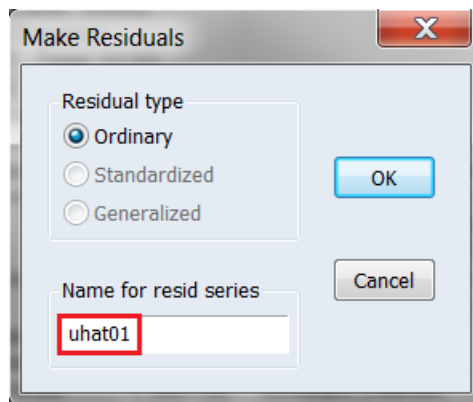 Make Residuals
Residual type
Ordinary
Standardized
Generalized
OK
Name for resid series
uhat01
Cancel